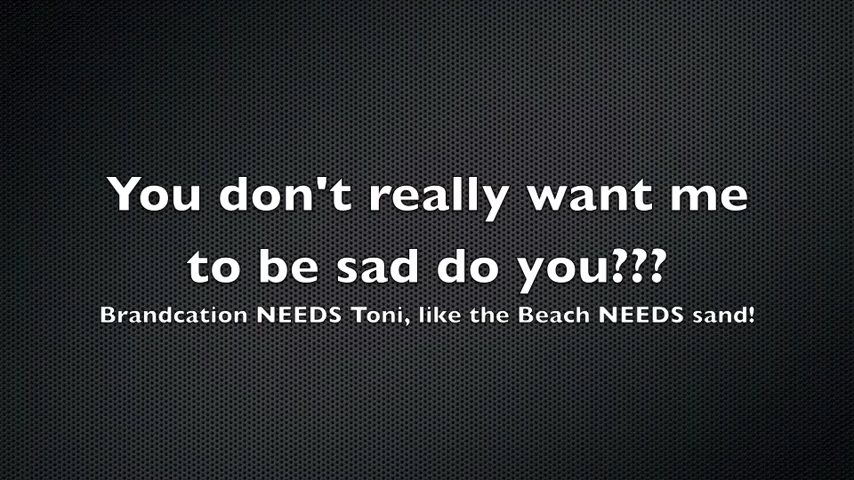 You don't really want me
to be sad do you???
Brandcation NEEDS Toni, like the Beach NEEDS sand!